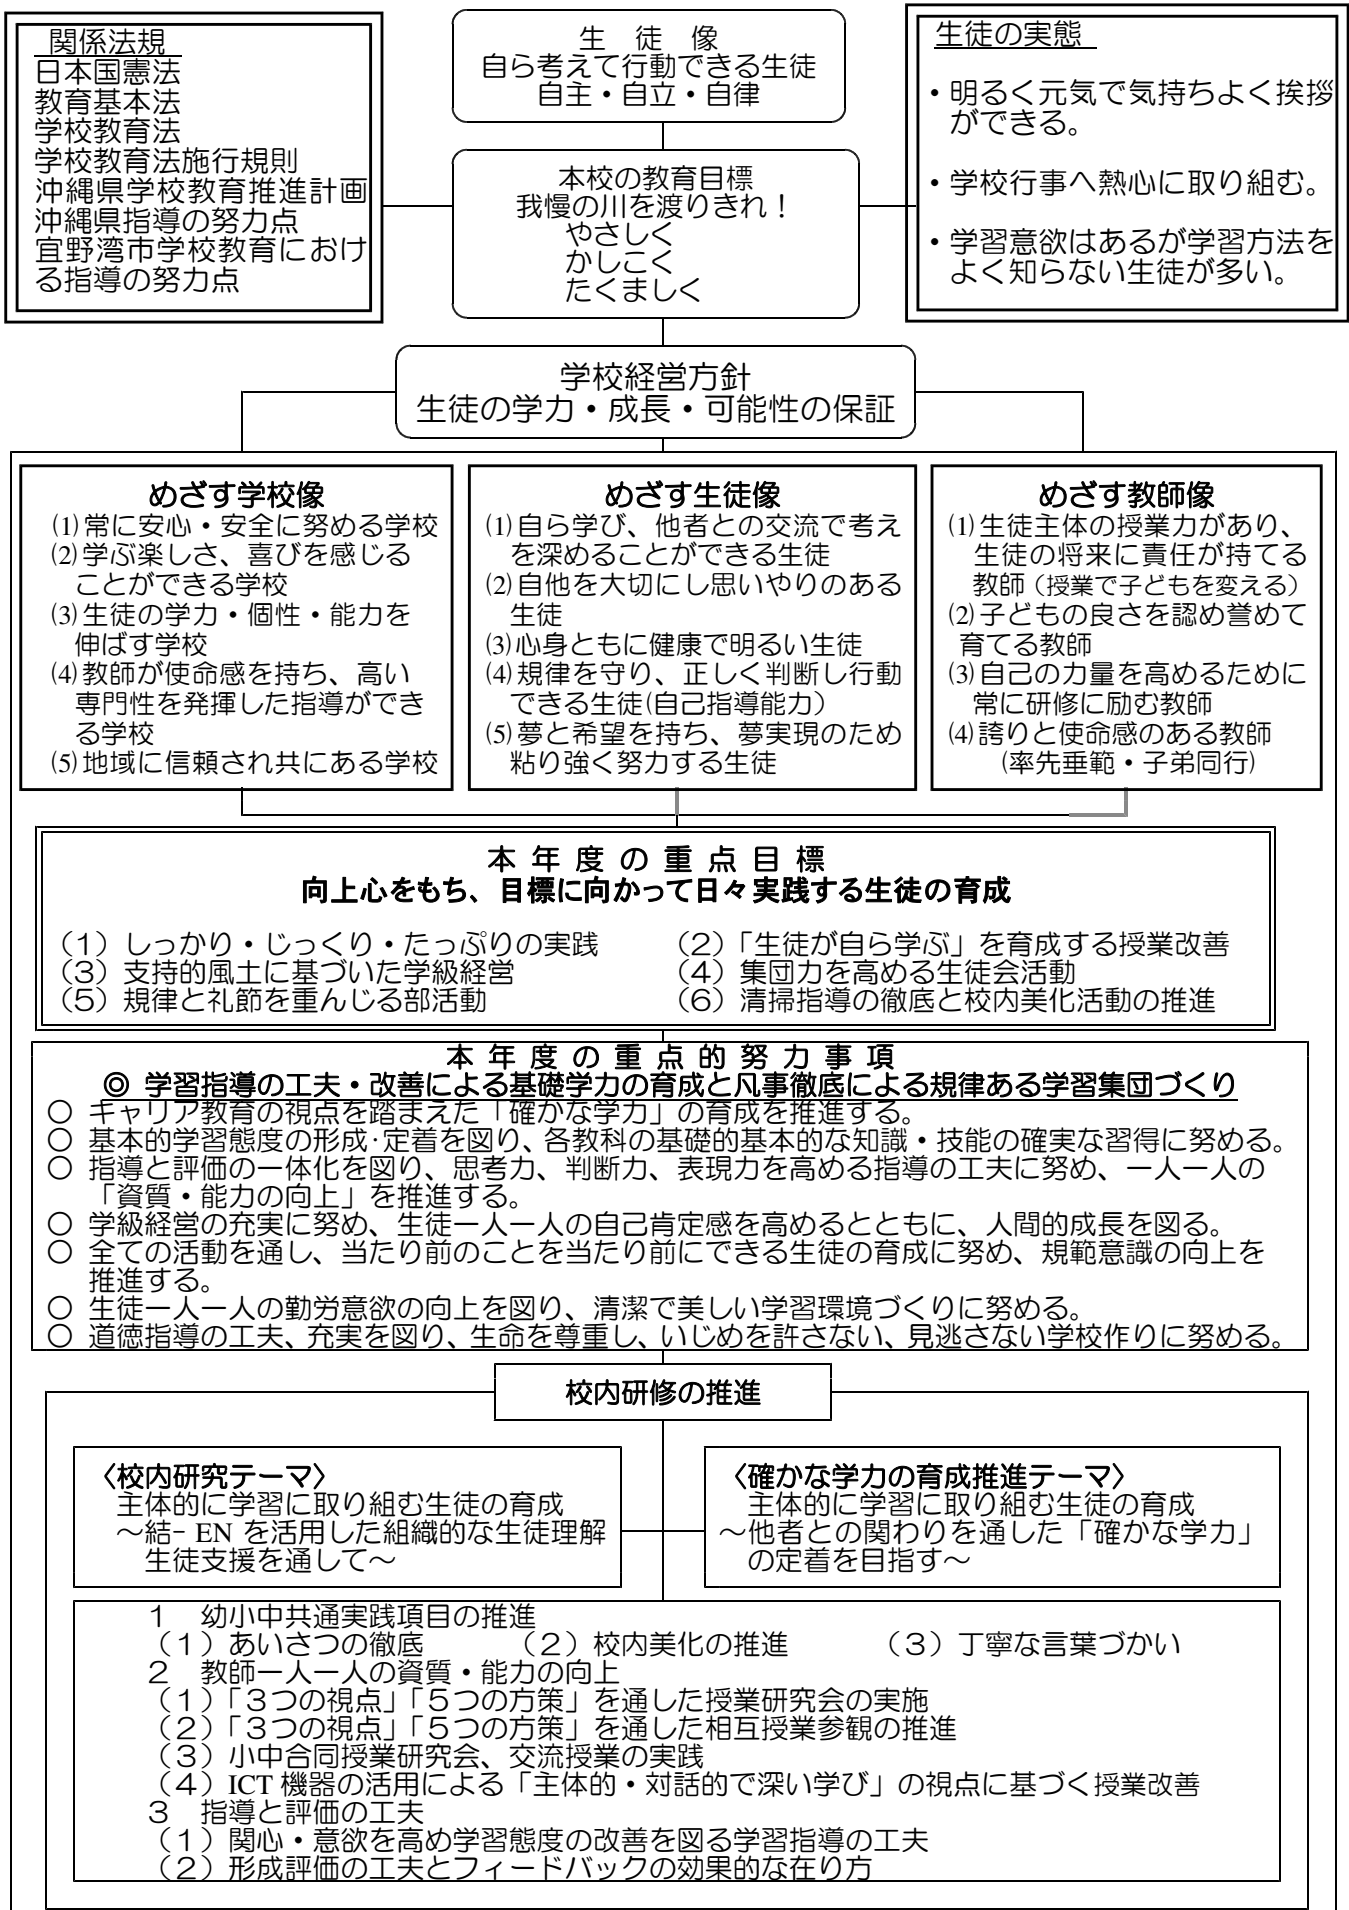 関係法規
日本国憲法
教育基本法
学校教育法
学校教育法施行規則
沖縄県学校教育推進計画
沖縄県指導の努力点
宜野湾市学校教育におけ
る指導の努力点
生　徒　像
自ら考えて行動できる生徒
自主・自立・自律
本校の教育目標
我慢の川を渡りきれ！
やさしく
かしこく
たくましく
生徒の実態
・明るく元気で気持ちよく挨拶
ができる。
・学校行事へ熱心に取り組む。
・学習意欲はあるが学習方法を
よく知らない生徒が多い。
学校経営方針
生徒の学力・成長・可能性の保証
めざす学校像
⑴常に安心・安全に努める学校
⑵学ぶ楽しさ、喜びを感じる
ことができる学校
⑶生徒の学力・個性・能力を
伸ばす学校
⑷教師が使命感を持ち、高い
専門性を発揮した指導ができ
る学校
⑸地域に信頼され共にある学校
めざす生徒像
⑴自ら学び、他者との交流で考え
を深めることができる生徒
⑵自他を大切にし思いやりのある
生徒
⑶心身ともに健康で明るい生徒
⑷規律を守り、正しく判断し行動
できる生徒(自己指導能力）
⑸夢と希望を持ち、夢実現のため
粘り強く努力する生徒
めざす教師像
⑴生徒主体の授業力があり、
生徒の将来に責任が持てる
教師（授業で子どもを変える）
⑵子どもの良さを認め誉めて
育てる教師
⑶自己の力量を高めるために
常に研修に励む教師
⑷誇りと使命感のある教師
(率先垂範・子弟同行)
本 年 度 の 重 点 目 標
向上心をもち、目標に向かって日々実践する生徒の育成
（１）しっかり・じっくり・たっぷりの実践　　（２）「生徒が自ら学ぶ」を育成する授業改善
（３）支持的風土に基づいた学級経営　　（４）集団力を高める生徒会活動
（５）規律と礼節を重んじる部活動　　（６）清掃指導の徹底と校内美化活動の推進
本 年 度 の 重 点 的 努 力 事 項
◎ 学習指導の工夫・改善による基礎学力の育成と凡事徹底による規律ある学習集団づくり
○ キャリア教育の視点を踏まえた「確かな学力」の育成を推進する。
○ 基本的学習態度の形成･定着を図り、各教科の基礎的基本的な知識・技能の確実な習得に努める。
○ 指導と評価の一体化を図り、思考力、判断力、表現力を高める指導の工夫に努め、一人一人の
「資質・能力の向上」を推進する。
○ 学級経営の充実に努め、生徒一人一人の自己肯定感を高めるとともに、人間的成長を図る。
○ 全ての活動を通し、当たり前のことを当たり前にできる生徒の育成に努め、規範意識の向上を
推進する。
○ 生徒一人一人の勤労意欲の向上を図り、清潔で美しい学習環境づくりに努める。
○ 道徳指導の工夫、充実を図り、生命を尊重し、いじめを許さない、見逃さない学校作りに努める。
校内研修の推進
〈校内研究テーマ〉
主体的に学習に取り組む生徒の育成
～結- EN を活用した組織的な生徒理解
生徒支援を通して～
〈確かな学力の育成推進テーマ〉
主体的に学習に取り組む生徒の育成
～他者との関わりを通した「確かな学力」
の定着を目指す～
１　幼小中共通実践項目の推進
（１）あいさつの徹底　　（２）校内美化の推進　　（３）丁寧な言葉づかい
２　教師一人一人の資質・能力の向上
（１）「３つの視点」「５つの方策」を通した授業研究会の実施
（２）「３つの視点」「５つの方策」を通した相互授業参観の推進
（３）小中合同授業研究会、交流授業の実践
（４）ICT 機器の活用による「主体的・対話的で深い学び」の視点に基づく授業改善
３　指導と評価の工夫
（１）関心・意欲を高め学習態度の改善を図る学習指導の工夫
（２）形成評価の工夫とフィードバックの効果的な在り方